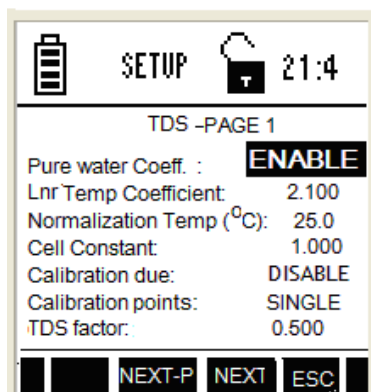 SETUP 21:4
TDS –PAGE 1
Pure water Coeff. : ENABLE
Lnr Temp Coefficient: 2.100
Normalization Temp (⁰C): 25.0
Cell Constant: 1.000
Calibration due: DISABLE
Calibration points: SINGLE
TDS factor: 0.500
NEXT-P NEXT ESC